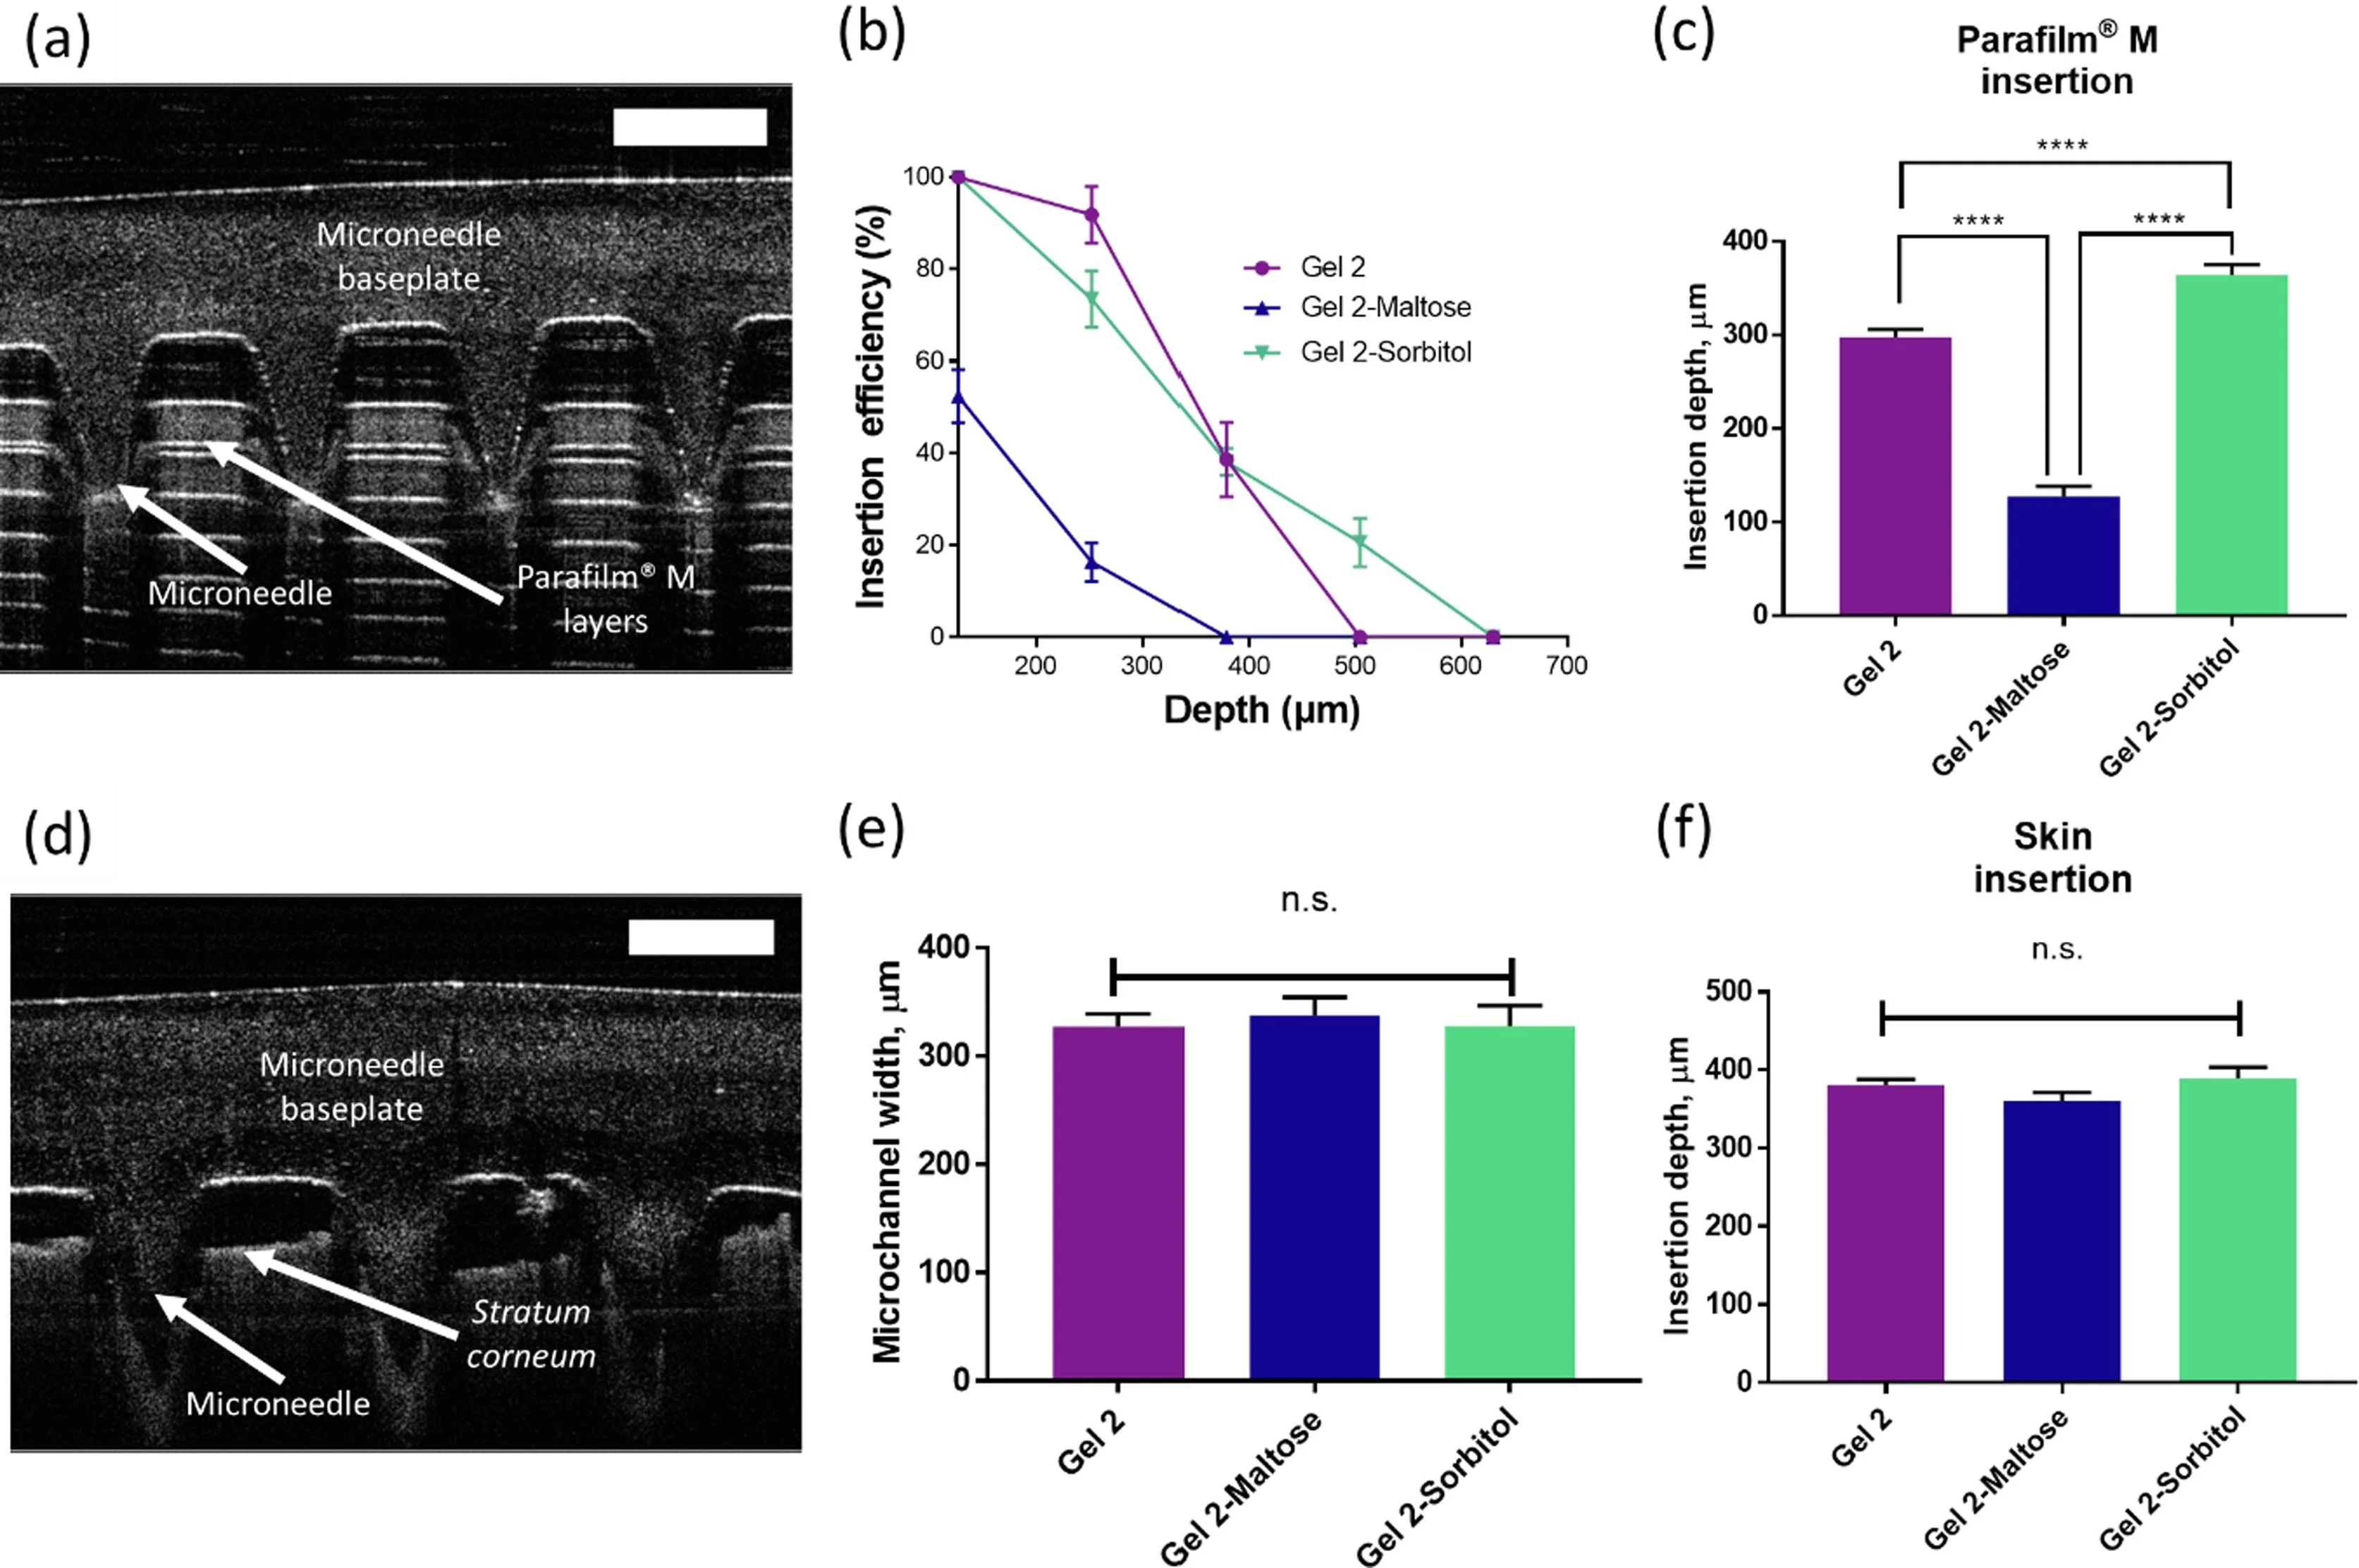 (a)
Microneedle
baseplate
Microneedle
Parafilm® M
layers
(b)
Insertion efficiency (%)
100
80
60
40
20
0
200 300 400 500 600 700
Depth (µm)
Gel 2
Gel 2-Maltose
Gel 2-Sorbitol
(c)
Parafilm® M
insertion
****
**** ****
Insertion depth, µm
400
300
200
100
0
Gel 2
Gel 2-Maltose
Gel 2-Sorbitol
(d)
Microneedle
baseplate
Stratum
corneum
Microneedle
(e)
n.s.
Microchannel width, µm
400
300
200
100
0
Gel 2
Gel 2-Maltose
Gel 2-Sorbitol
(f)
Skin
insertion
n.s.
Insertion depth, µm
500
400
300
200
100
0
Gel 2
Gel 2-Maltose
Gel 2-Sorbitol